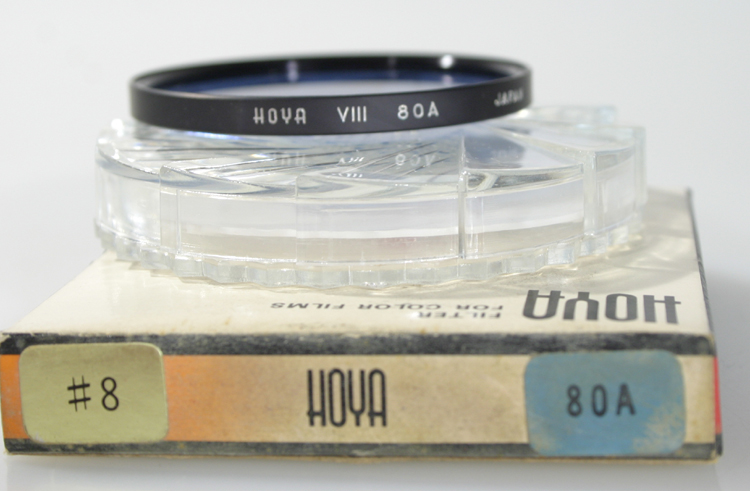 HOYA VIII 80A JAPAN
HOYA
FILTER
FOR COLOR FILMS
#8 HOYA 80A